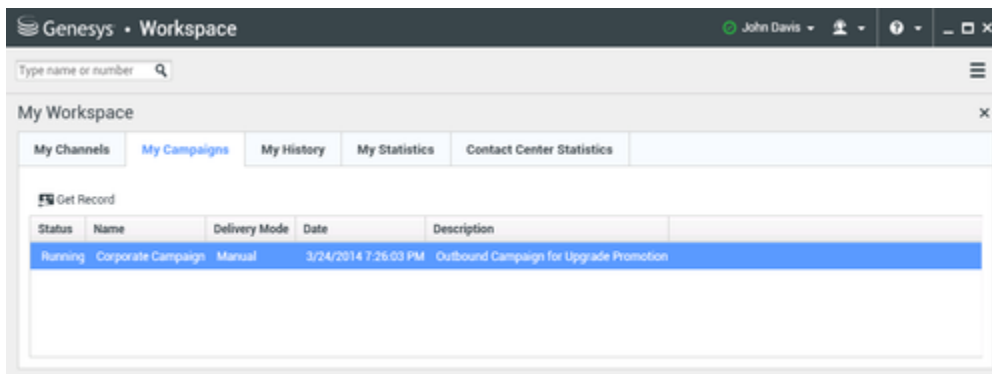 Genesys • Workspace John Davis
Type name or number
My Workspace
My Channels My Campaigns My History My Statistics Contact Center Statistics
Get Record
Status Name Delivery Mode Date Description
Running Corporate Campaign Manual 3/24/2014 7:26:03 PM Outbound Campaign for Upgrade Promotion